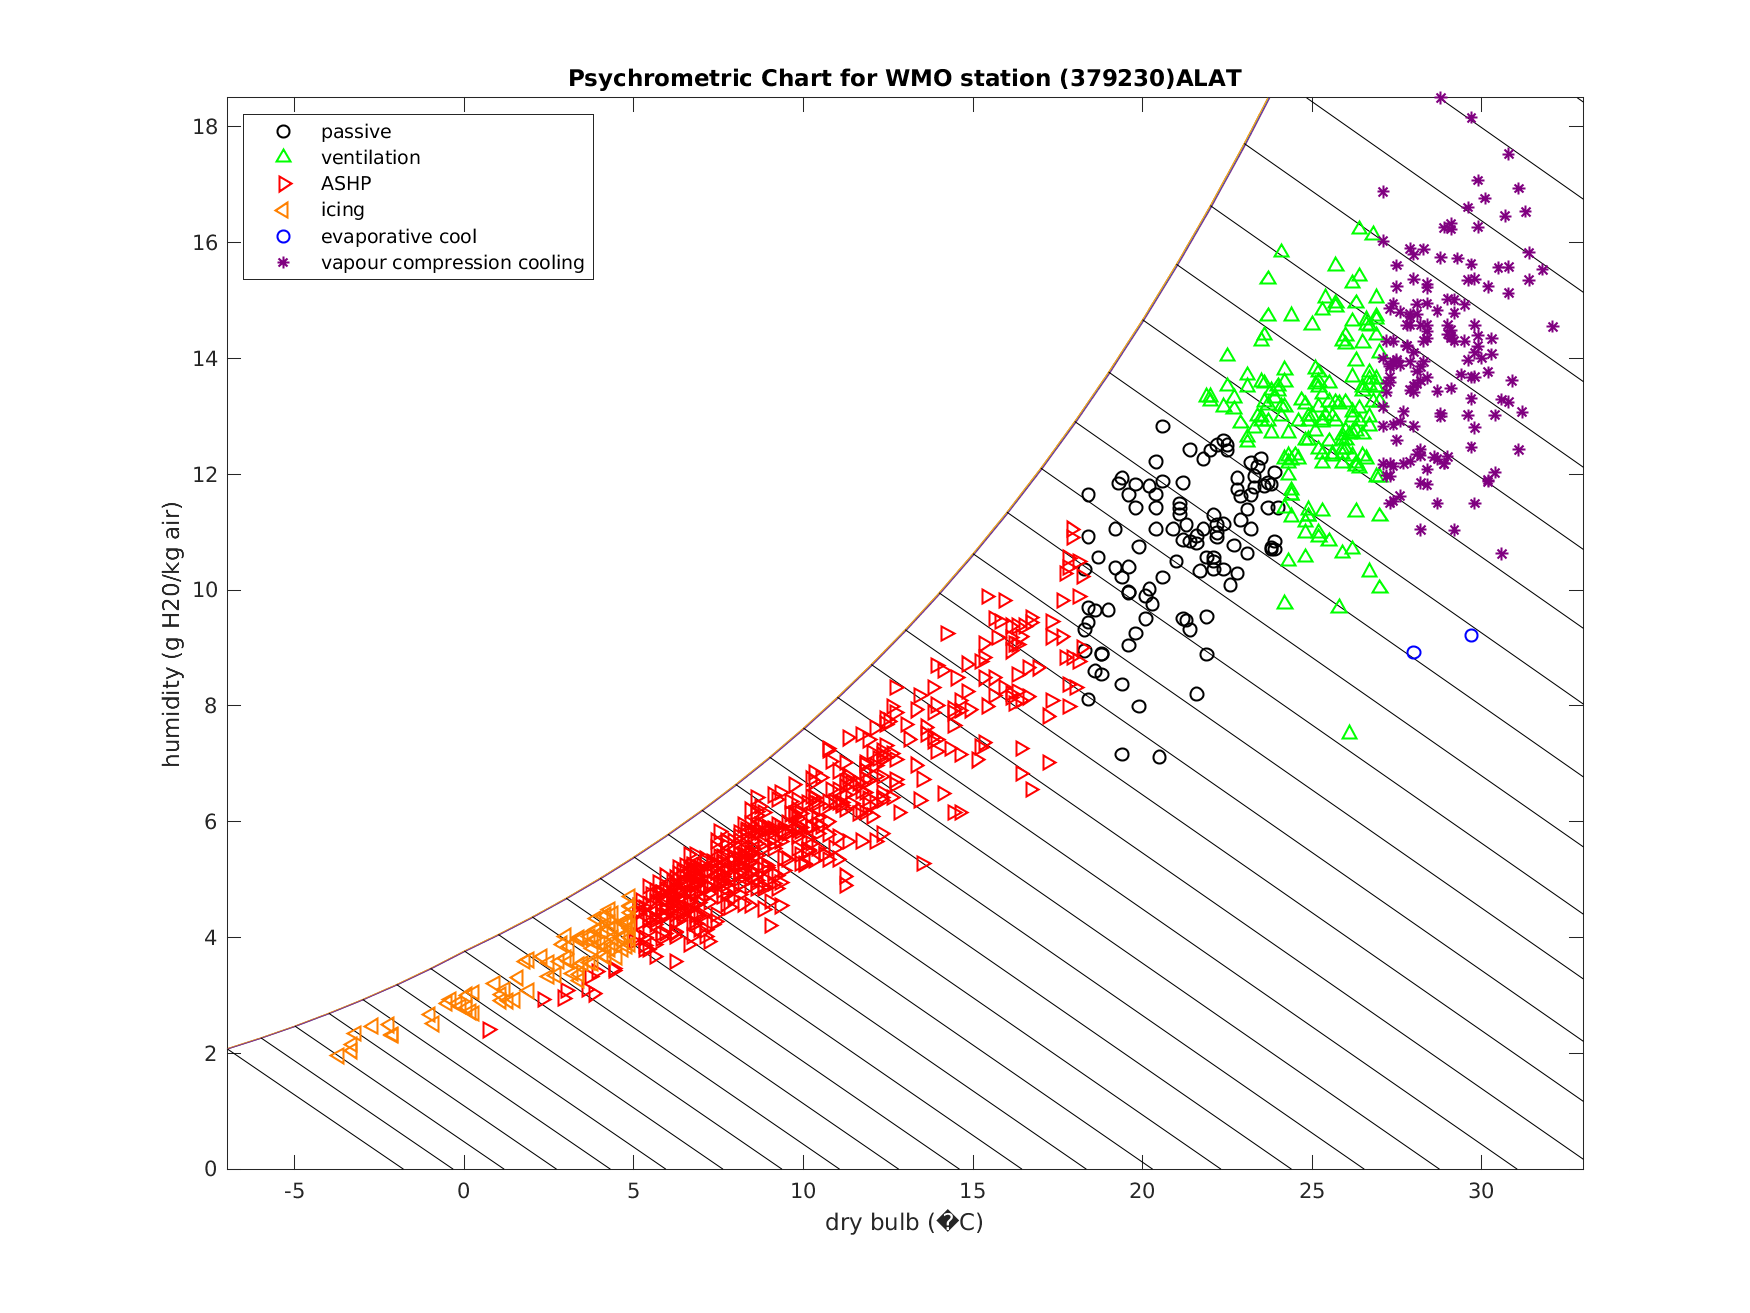 Psychrometric Chart for WMO station (379230)ALAT
passive
ventilation
ASHP
icing
evaporative cool
vapour compression cooling
humidity (g H20/kg air)
18
16
14
12
10
8
6
4
2
0
-5 0 5 10 15 20 25 30
dry bulb (�C)